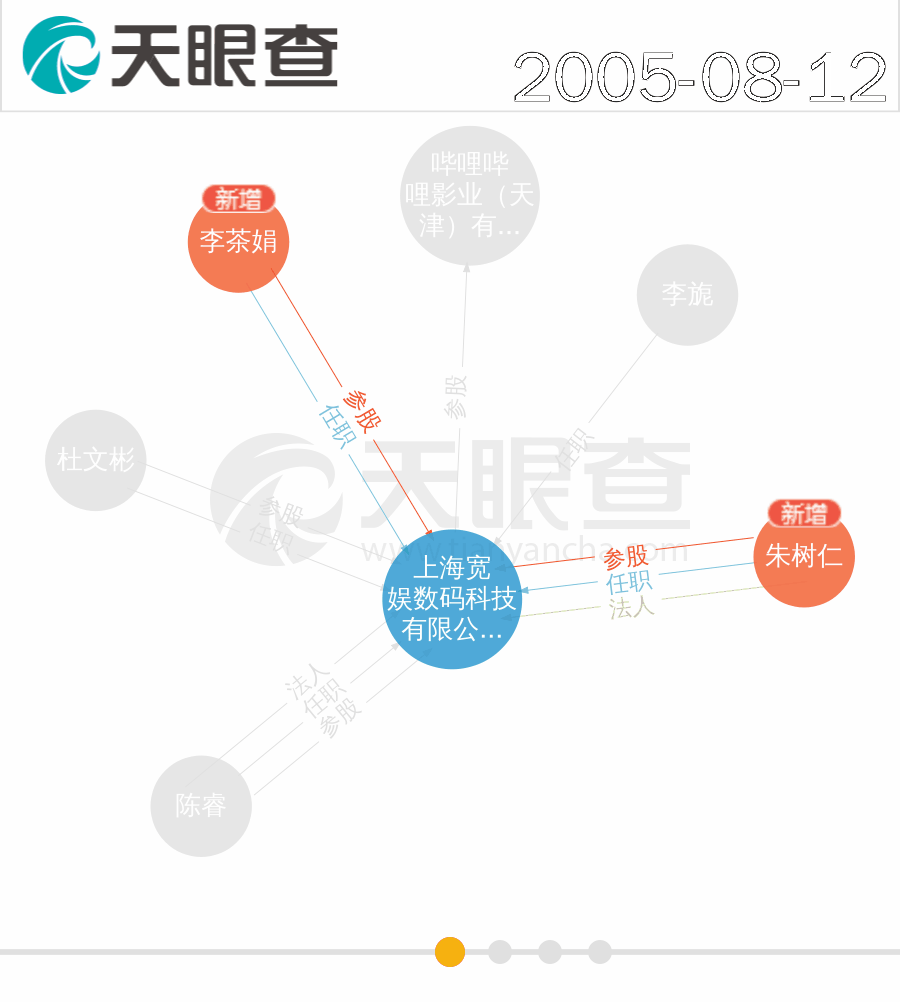 天眼查
2005-08-12
哔哩哔
哩影业（天
津）有...
新增
李茶娟
李旎
参股
参股
任职
任职
杜文彬
参股
任职
天眼查
www.tianyancha.com
新增
朱树仁
参股
任职
法人
上海宽
娱数码科技
有限公...
法人
任职
参股
陈睿